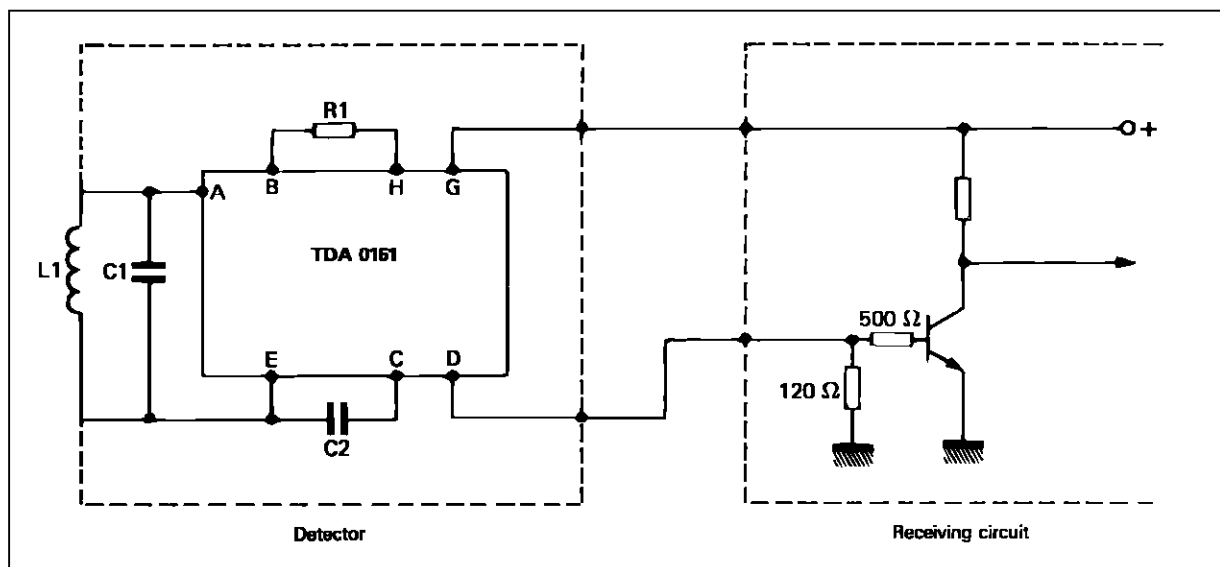 R1
B
H
G
A
+
L1
C1
TDA 0161
500 Ω
E
C
D
120 Ω
C2
Detector
Receiving circuit